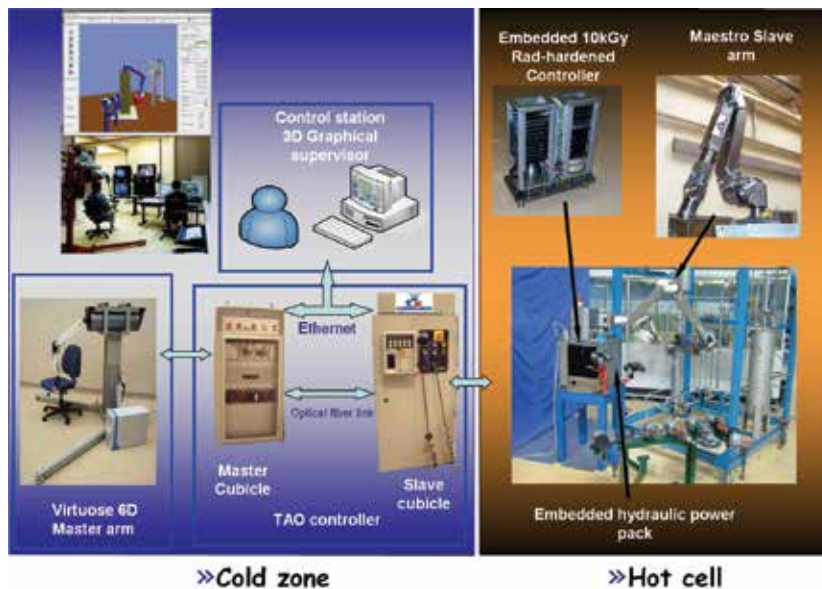 Control station
3D Graphical
supervisor
Ethernet
Optical fiber link
Master
Cubicle
Slave
cubicle
TAO controller
Virtuose 6D
Master arm
»Cold zone
Embedded 10kGy
Rad-hardened
Controller
Maestro Slave
arm
Embedded hydraulic power
pack
»Hot cell